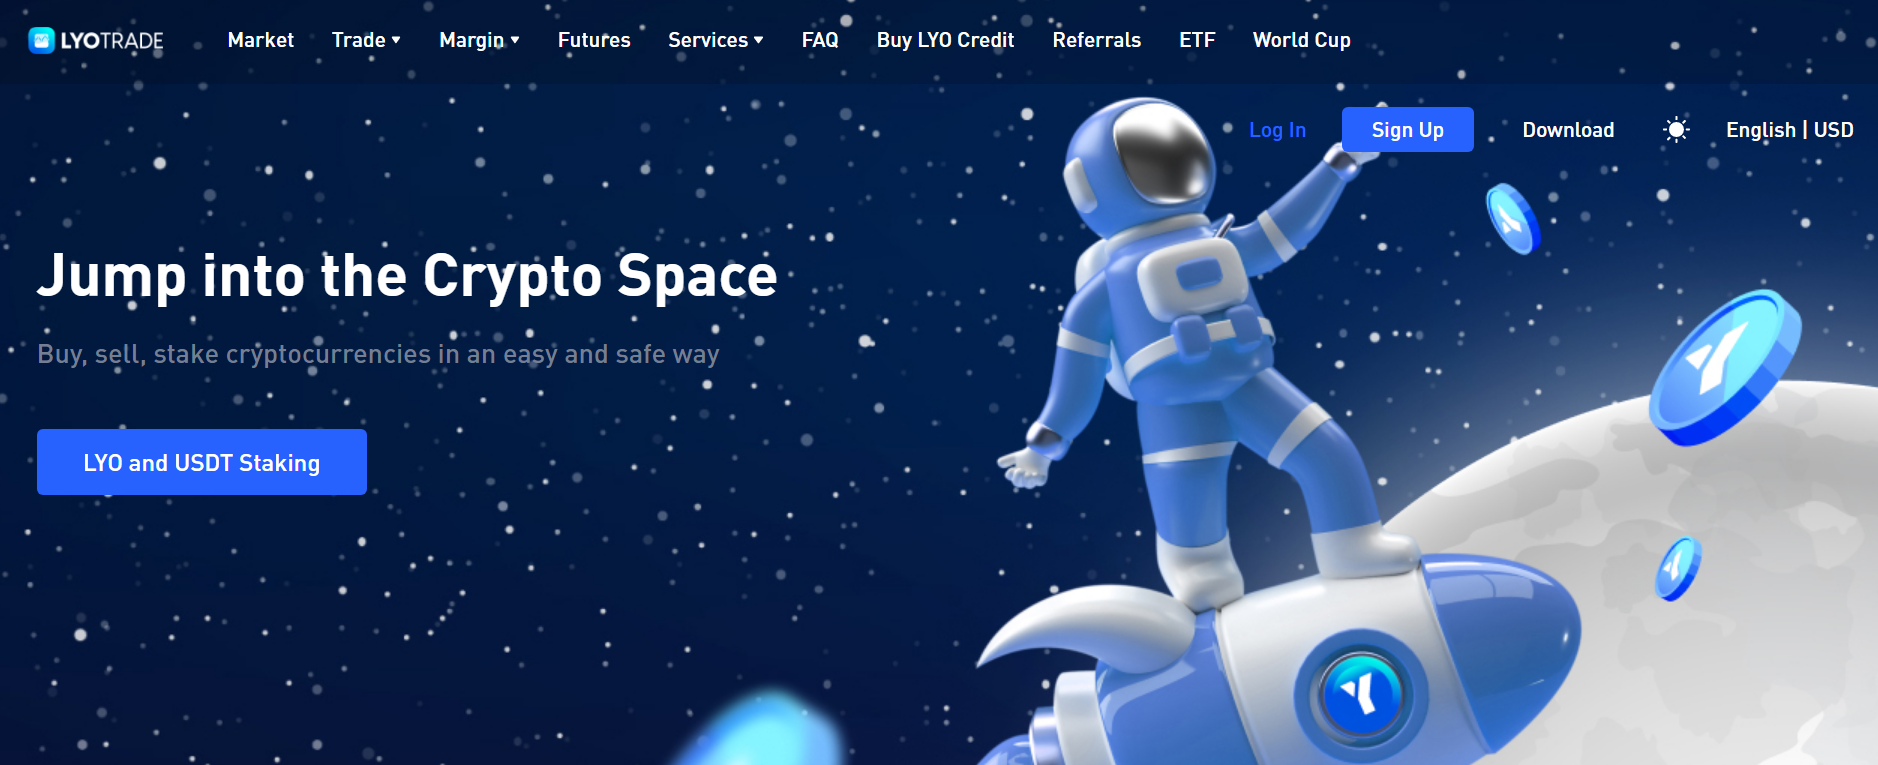 LYOTRADE Market Trade Margin Futures Services FAQ Buy LYO Credit Referrals ETF World Cup
Log In Sign Up Download English | USD
Jump into the Crypto Space
Buy, sell, stake cryptocurrencies in an easy and safe way
LYO and USDT Staking